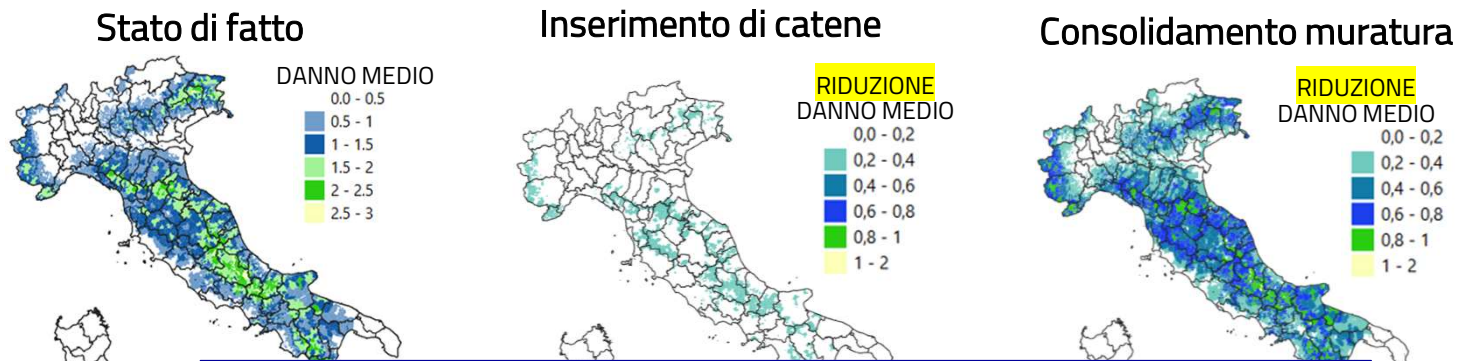 Stato di fatto
DANNO MEDIO
0.0 - 0.5
0.5 - 1
1 - 1.5
1.5 - 2
2 - 2.5
2.5 - 3
Inserimento di catene
RIDUZIONE
DANNO MEDIO
0,0 - 0,2
0,2 - 0,4
0,4 - 0,6
0,6 - 0,8
0,8 - 1
1 - 2
Consolidamento muratura
RIDUZIONE
DANNO MEDIO
0,0 - 0,2
0,2 - 0,4
0,4 - 0,6
0,6 - 0,8
0,8 - 1
1 - 2